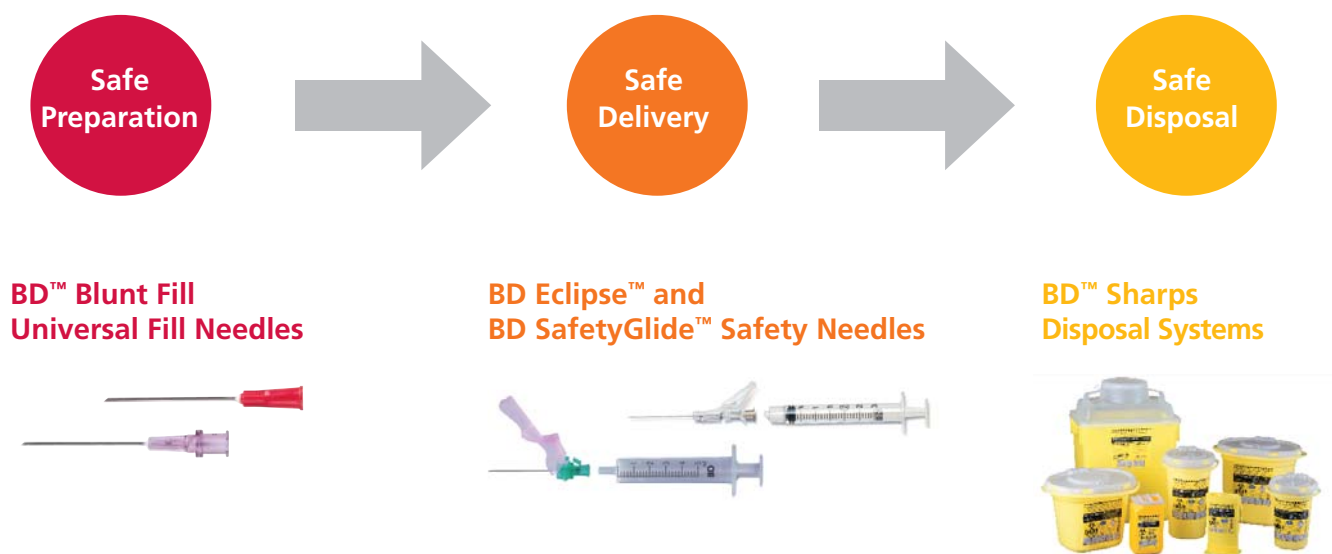 Safe
Preparation
Safe
Delivery
Safe
Disposal
BD™ Blunt Fill
Universal Fill Needles
BD Eclipse™ and
BD SafetyGlide™ Safety Needles
BD™ Sharps
Disposal Systems